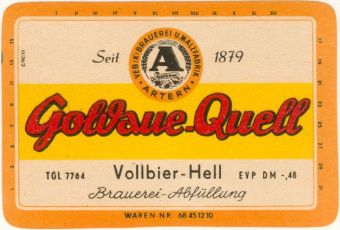 VEB(K) BRAUEREI U. MALZFABRIK
Seit A 1879
ARTERN
Goldaue-Quell
TGL 7764 Vollbier-Hell EVP DM -,48
Brauerei-Abfüllung
WAREN NR. 68 45 12 10